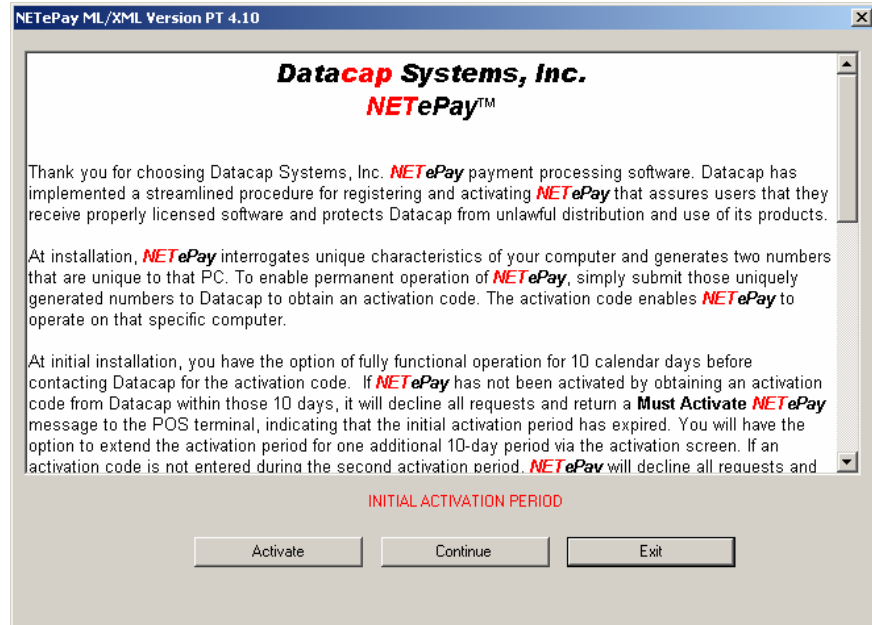 NETePay ML/XML Version PT 4.10
Datacap Systems, Inc.
NETePay™
Thank you for choosing Datacap Systems, Inc. NETePay payment processing software. Datacap has
implemented a streamlined procedure for registering and activating NETePay that assures users that they
receive properly licensed software and protects Datacap from unlawful distribution and use of its products.
At installation, NETePay interrogates unique characteristics of your computer and generates two numbers
that are unique to that PC. To enable permanent operation of NETePay, simply submit those uniquely
generated numbers to Datacap to obtain an activation code. The activation code enables NETePay to
operate on that specific computer.
At initial installation, you have the option of fully functional operation for 10 calendar days before
contacting Datacap for the activation code. If NETePay has not been activated by obtaining an activation
code from Datacap within those 10 days, it will decline all requests and return a Must Activate NETePay
message to the POS terminal, indicating that the initial activation period has expired. You will have the
option to extend the activation period for one additional 10-day period via the activation screen. If an
activation code is not entered during the second activation period, NETePay will decline all requests and
INITIAL ACTIVATION PERIOD
Activate Continue Exit